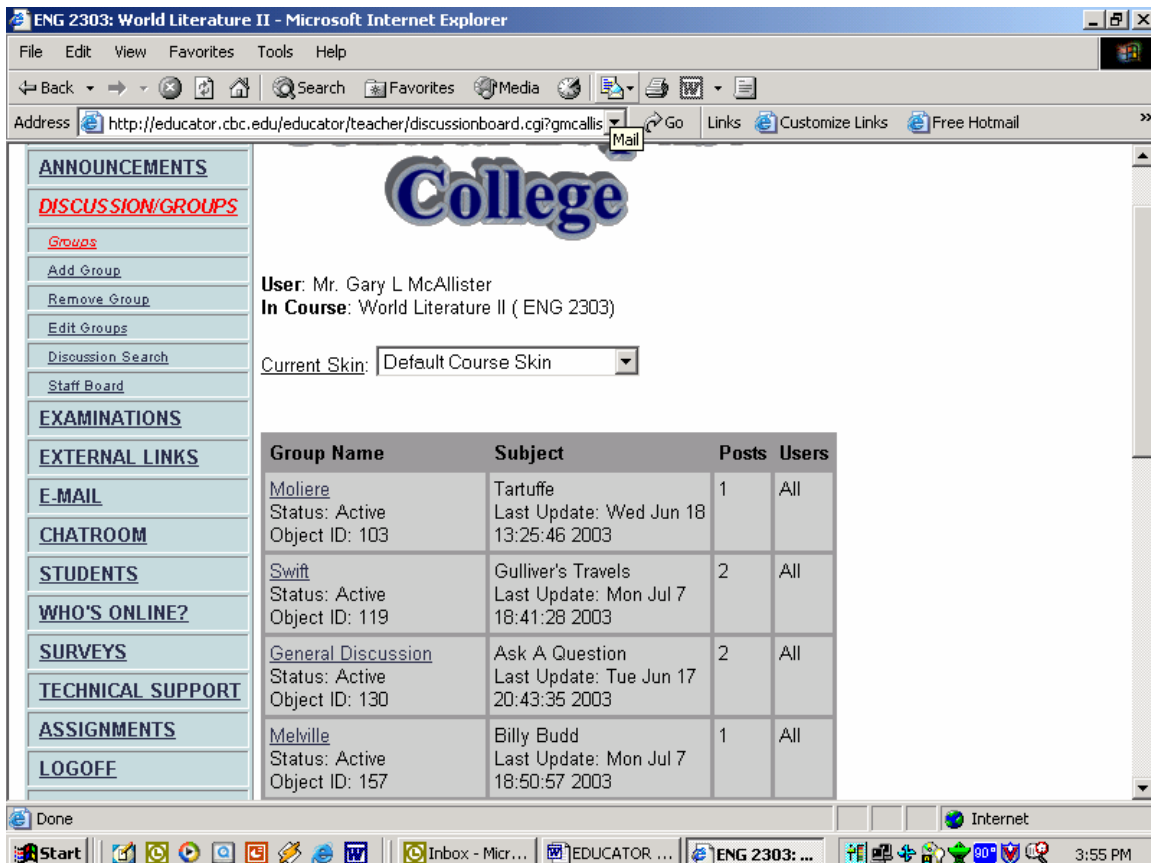 ENG 2303: World Literature II - Microsoft Internet Explorer
File Edit View Favorites Tools Help
Back Search Favorites Media
Address http://educator.cbc.edu/educator/teacher/discussionboard.cgi?gmcallis Go Links Customize Links Free Hotmail »
Mail
College
ANNOUNCEMENTS
DISCUSSION/GROUPS
Groups
Add Group
Remove Group
Edit Groups
Discussion Search
Staff Board
EXAMINATIONS
EXTERNAL LINKS
E-MAIL
CHATROOM
STUDENTS
WHO'S ONLINE?
SURVEYS
TECHNICAL SUPPORT
ASSIGNMENTS
LOGOFF
User: Mr. Gary L McAllister
In Course: World Literature II ( ENG 2303)
Current Skin: Default Course Skin
Group Name Subject Posts Users
Moliere Tartuffe 1 All
Status: Active Last Update: Wed Jun 18
Object ID: 103 13:25:46 2003
Swift Gulliver's Travels 2 All
Status: Active Last Update: Mon Jul 7
Object ID: 119 18:41:28 2003
General Discussion Ask A Question 2 All
Status: Active Last Update: Tue Jun 17
Object ID: 130 20:43:35 2003
Melville Billy Budd 1 All
Status: Active Last Update: Mon Jul 7
Object ID: 157 18:50:57 2003
Done Internet
Start Inbox - Micr... EDUCATOR ... ENG 2303: ... 90° 3:55 PM